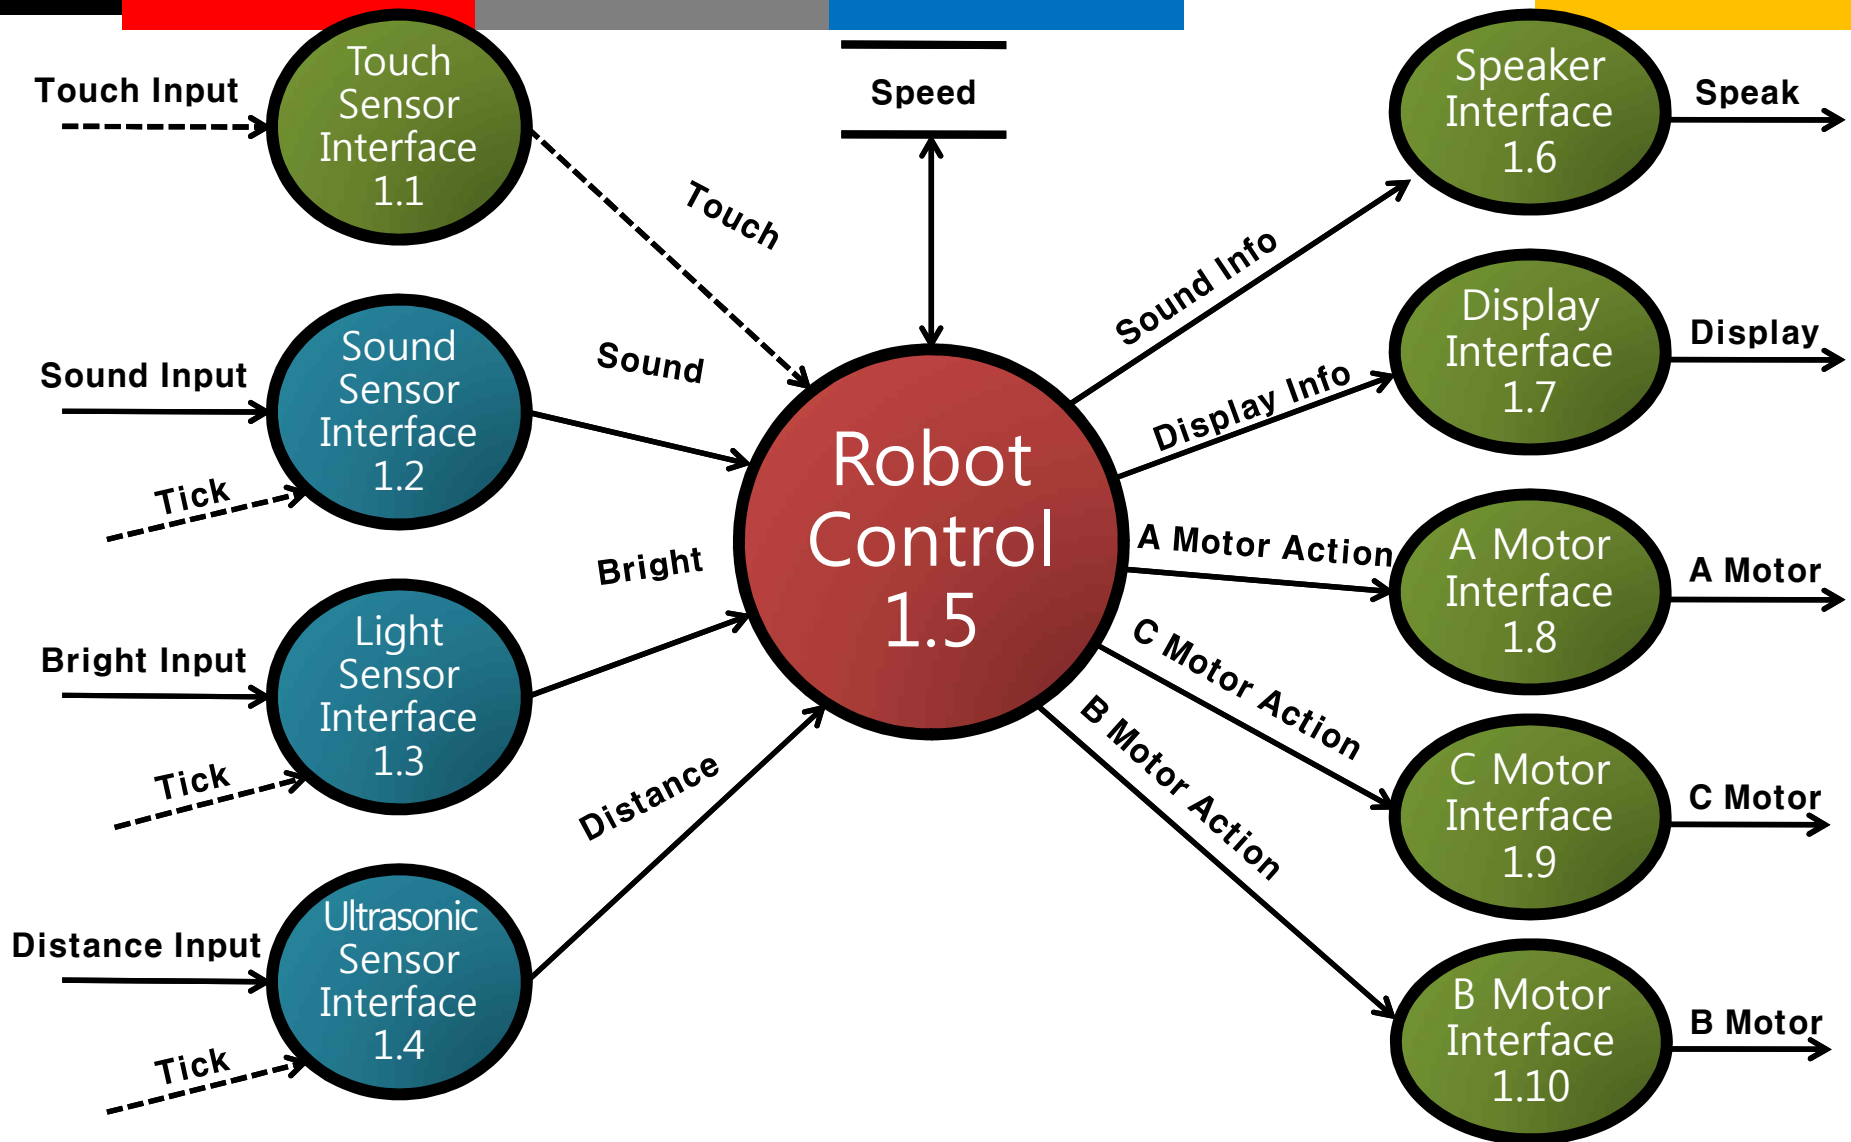 Touch Input
Touch
Sensor
Interface
1.1
Touch
Speed
Speaker
Interface
1.6
Speak
Sound Input
Sound
Sensor
Interface
1.2
Tick
Sound
Sound Info
Display
Interface
1.7
Display
Display Info
Robot
Control
1.5
Bright Input
Light
Sensor
Interface
1.3
Tick
Bright
A Motor Action
A Motor
Interface
1.8
A Motor
C Motor Action
C Motor
Interface
1.9
C Motor
Distance Input
Ultrasonic
Sensor
Interface
1.4
Tick
Distance
B Motor Action
B Motor
Interface
1.10
B Motor